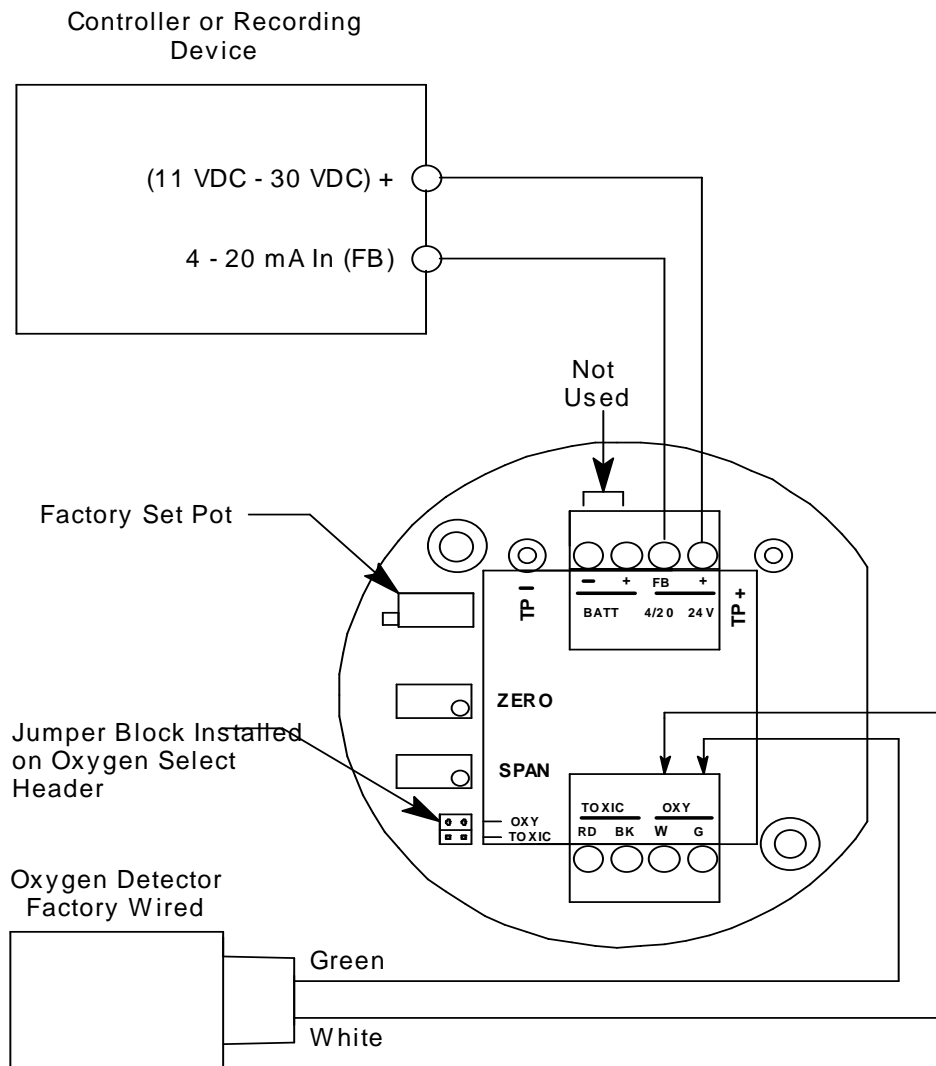 Controller or Recording
Device
(11 VDC - 30 VDC) +
4 - 20 mA In (FB)
Not
Used
Factory Set Pot
TP -
- + FB +
BATT 4/20 24V
TP +
ZERO
Jumper Block Installed
on Oxygen Select
Header
SPAN
OXY
TOXIC
TOXIC OXY
RD BK W G
Oxygen Detector
Factory Wired
Green
White